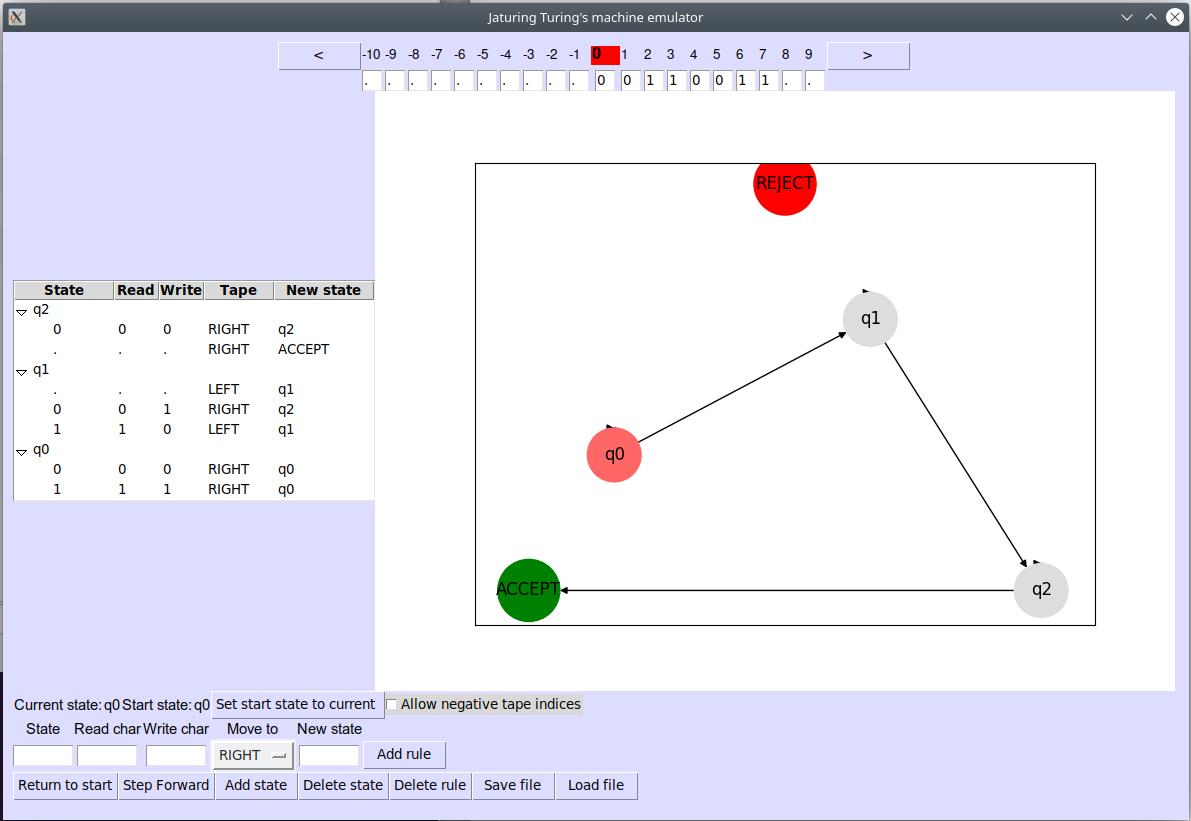 Jaturing Turing's machine emulator
< -10 -9 -8 -7 -6 -5 -4 -3 -2 -1 0 1 2 3 4 5 6 7 8 9 >
. . . . . . . . . . 0 0 1 1 0 0 1 1 . .
REJECT
q1
q0
ACCEPT
q2
State Read Write Tape New state
q2
0 0 0 RIGHT q2
. . . RIGHT ACCEPT
q1
. . . LEFT q1
0 0 1 RIGHT q2
1 1 0 LEFT q1
q0
0 0 0 RIGHT q0
1 1 1 RIGHT q0
Current state: q0 Start state: q0 Set start state to current Allow negative tape indices
State Read char Write char Move to New state
RIGHT Add rule
Return to start Step Forward Add state Delete state Delete rule Save file Load file